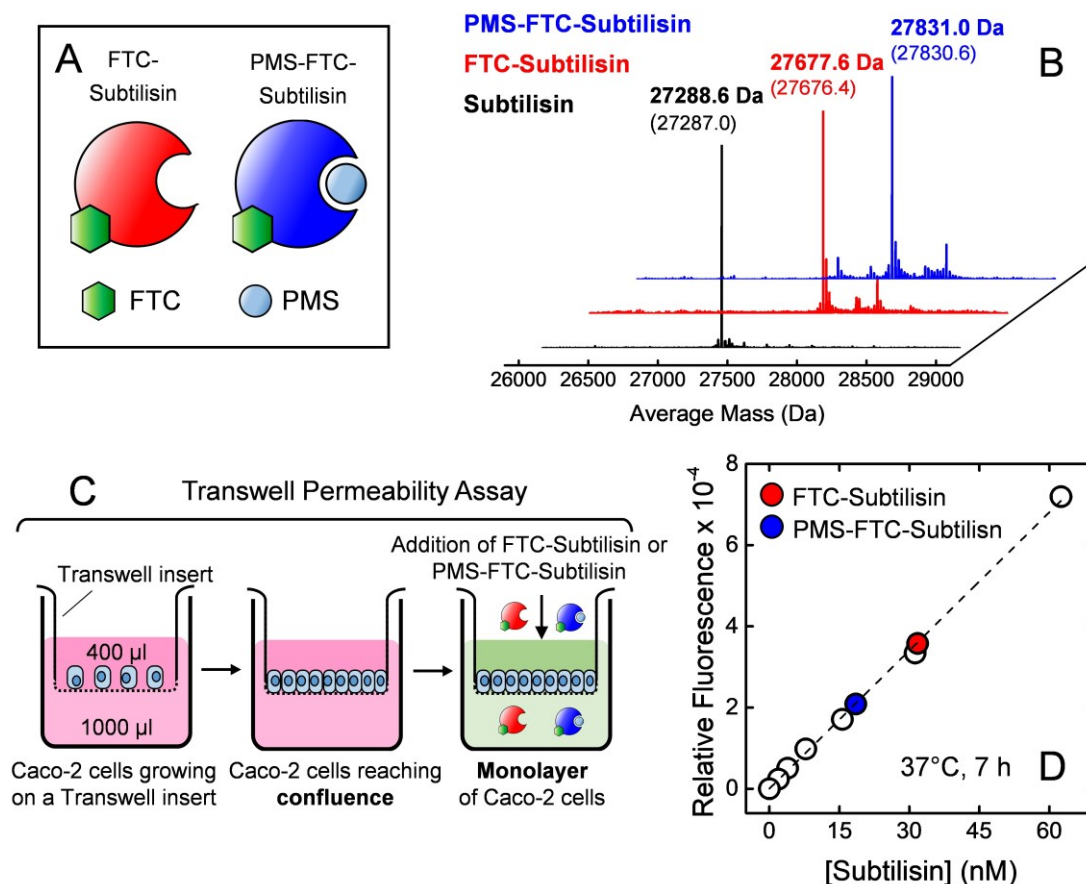 A
FTC-
Subtilisin
PMS-FTC-
Subtilisin
FTC
PMS
B
PMS-FTC-Subtilisin
FTC-Subtilisin
Subtilisin
27831.0 Da
(27830.6)
27677.6 Da
(27676.4)
27288.6 Da
(27287.0)
26000 26500 27000 27500 28000 28500 29000
Average Mass (Da)
C
Transwell Permeability Assay
Transwell insert
Addition of FTC-Subtilisin or
PMS-FTC-Subtilisin
400 µl
1000 µl
Caco-2 cells growing
on a Transwell insert
Caco-2 cells reaching
confluence
Monolayer
of Caco-2 cells
Relative Fluorescence x 10⁻⁴
8
6
4
2
0
FTC-Subtilisin
PMS-FTC-Subtilisn
37°C, 7 h
D
0 15 30 45 60
[Subtilisin] (nM)